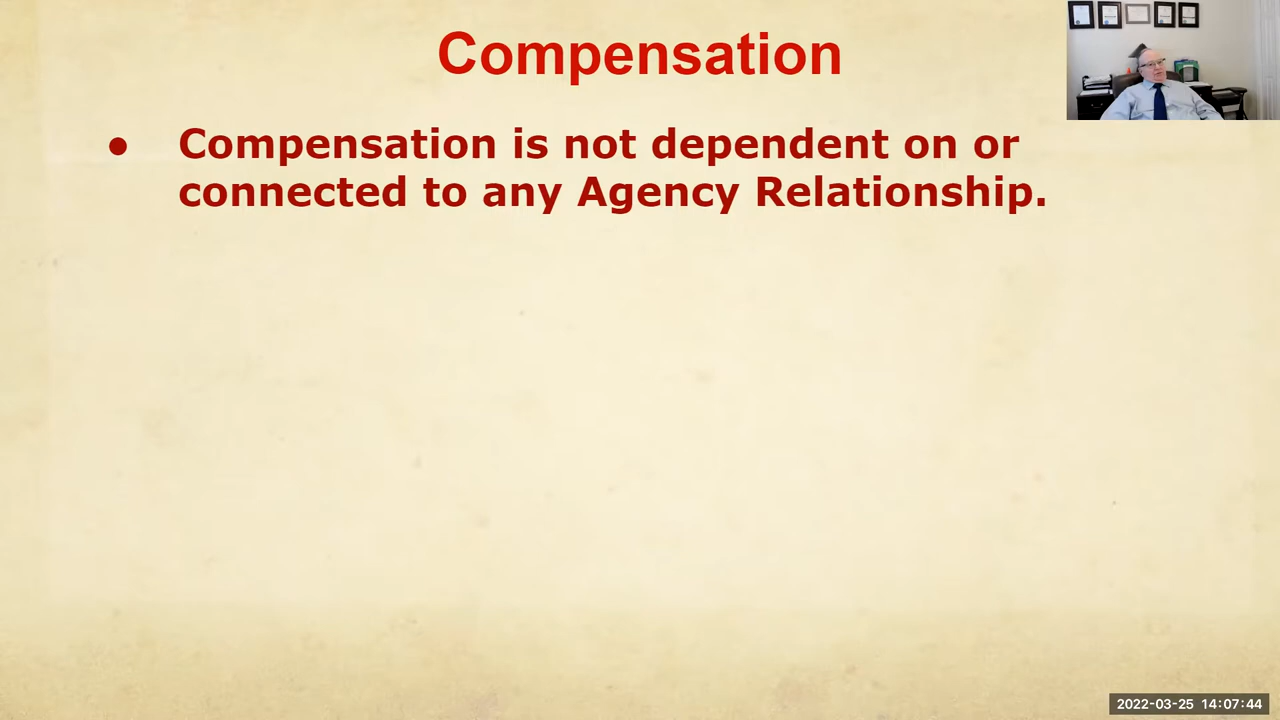 Compensation
● Compensation is not dependent on or
connected to any Agency Relationship.
2022-03-25 14:07:44